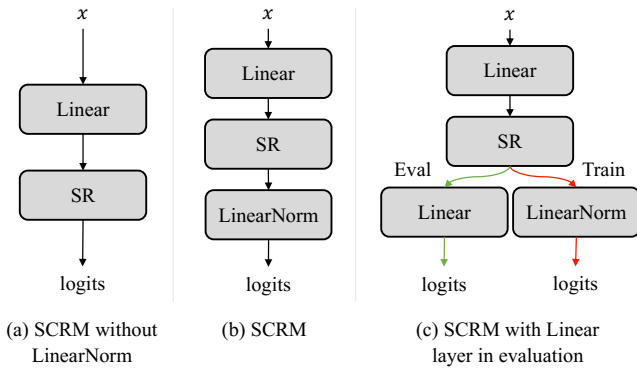 x
Linear
SR
logits
(a) SCRM without
LinearNorm
x
Linear
SR
LinearNorm
logits
(b) SCRM
x
Linear
SR
Eval
Train
Linear
LinearNorm
logits
logits
(c) SCRM with Linear
layer in evaluation